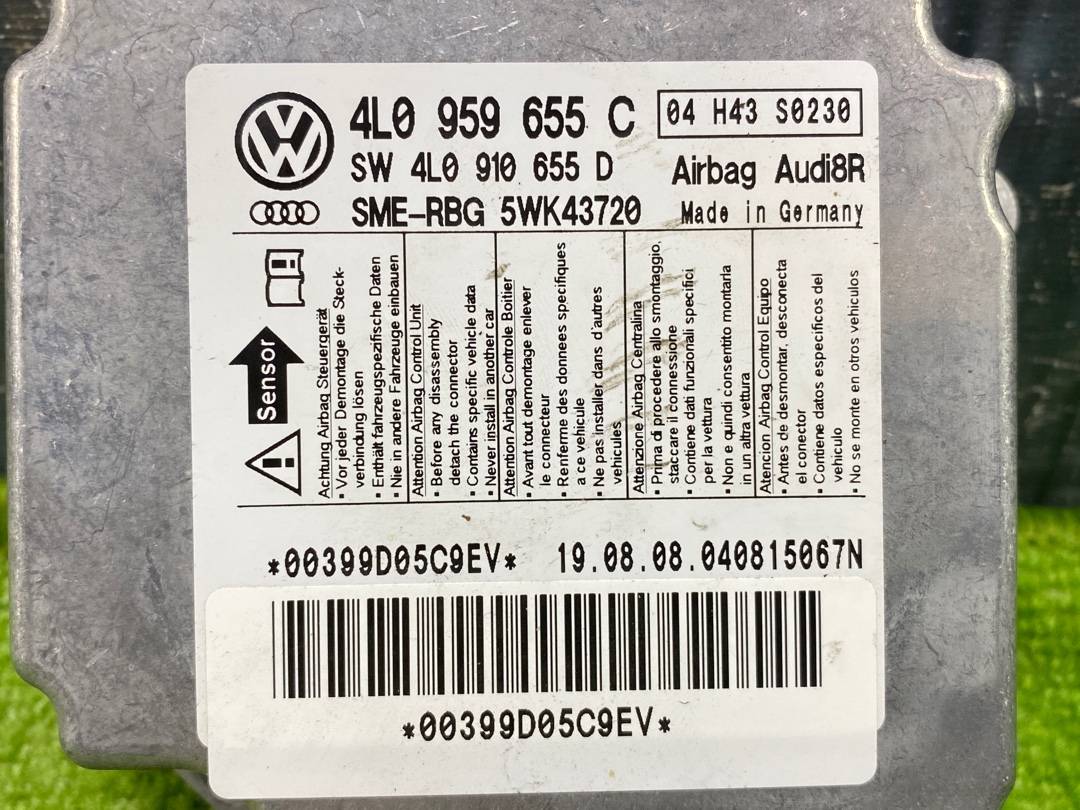 4L0 959 655 C
04 H43 S0230
SW 4L0 910 655 D
Airbag Audi8R
SME-RBG 5WK43720
Made in Germany
Sensor
Achtung Airbag Steuergerät
▪ Vor jeder Demontage die Steck-
verbindung lösen
▪ Enthält fahrzeugspezifische Daten
▪ Nie in andere Fahrzeuge einbauen
Attention Airbag Control Unit
▪ Before any disassembly
detach the connector
▪ Contains specific vehicle data
▪ Never install in another car
Attention Airbag Controle Boitier
▪ Avant tout demontage enlever
le connecteur
▪ Renferme des donnees specifiques
a ce vehicule
▪ Ne pas installer dans d'autres
vehicules
Attenzione Airbag Centralina
▪ Prima di procedere allo smontaggio,
staccare il connessione
▪ Contiene dati funzionali specifici
per la vettura
▪ Non e quindi consentito montarla
in un altra vettura
Atencion Airbag Control Equipo
▪ Antes de desmontar, desconecta
el conector
▪ Contiene datos especificos del
vehiculo
▪ No se monte en otros vehiculos
*00399D05C9EV*
19.08.08.040815067N
*00399D05C9EV*